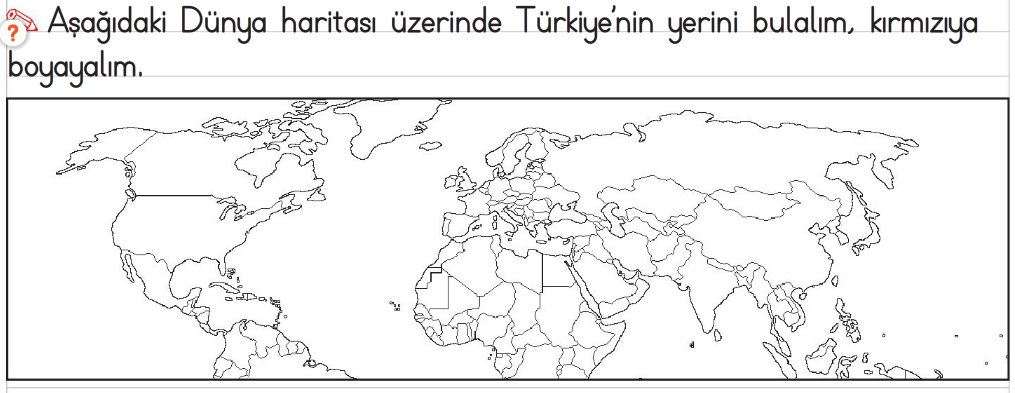 Aşağıdaki Dünya haritası üzerinde Türkiye'nin yerini bulalım, kırmızıya
boyayalım.